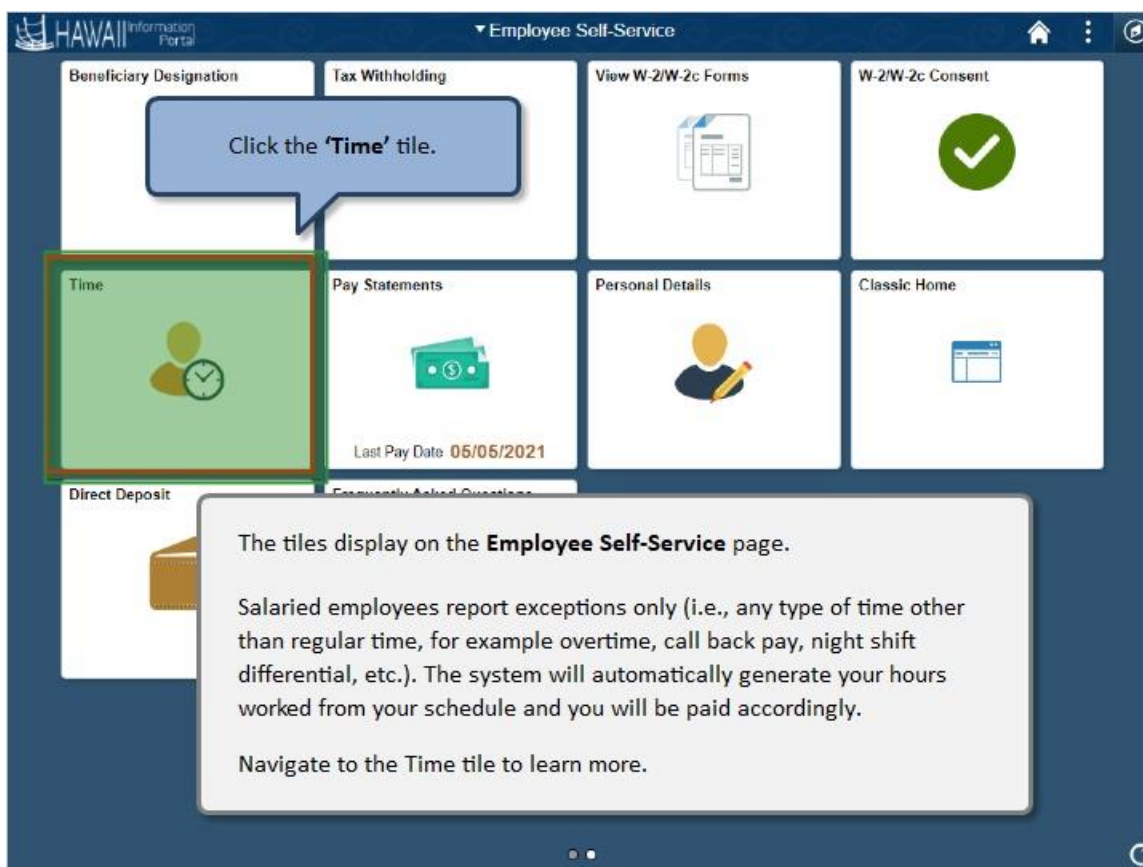 HAWAII Information
Portal
Employee Self-Service
Beneficiary Designation
Tax Withholding
View W-2/W-2c Forms
W-2/W-2c Consent
Click the ‘Time’ tile.
Time
Pay Statements
Personal Details
Classic Home
Last Pay Date 05/05/2021
Direct Deposit
Frequently Asked Questions
The tiles display on the Employee Self-Service page.
Salaried employees report exceptions only (i.e., any type of time other
than regular time, for example overtime, call back pay, night shift
differential, etc.). The system will automatically generate your hours
worked from your schedule and you will be paid accordingly.
Navigate to the Time tile to learn more.